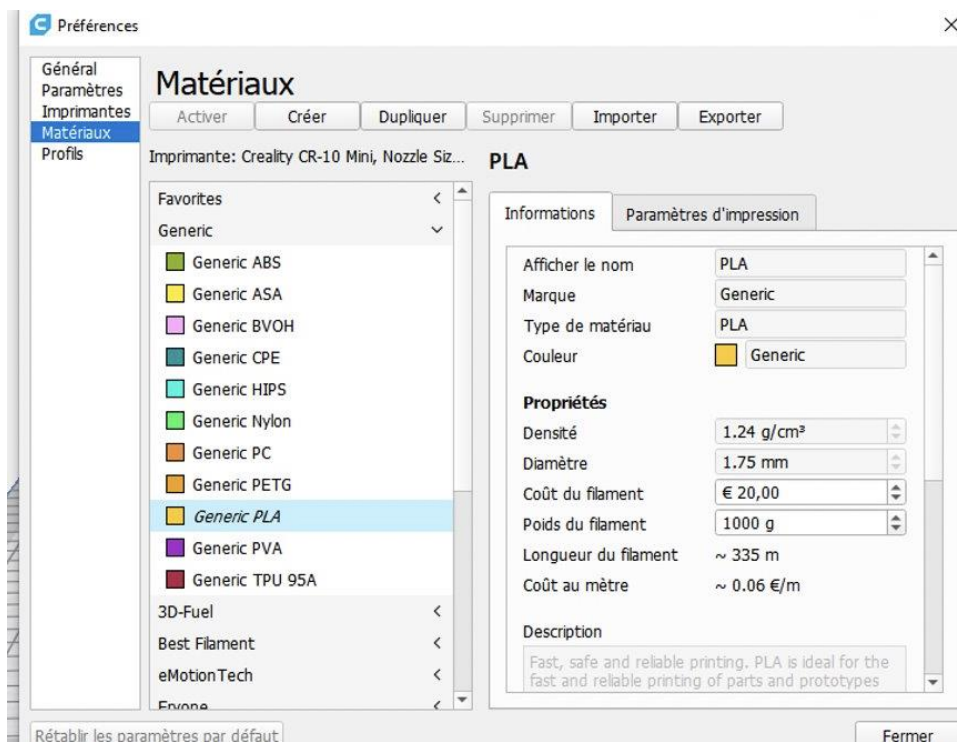 Préférences
Général
Paramètres
Imprimantes
Matériaux
Profils
Matériaux
Activer Créer Dupliquer Supprimer Importer Exporter
Imprimante: Creality CR-10 Mini, Nozzle Siz...
Favorites
Generic
Generic ABS
Generic ASA
Generic BVOH
Generic CPE
Generic HIPS
Generic Nylon
Generic PC
Generic PETG
Generic PLA
Generic PVA
Generic TPU 95A
3D-Fuel
Best Filament
eMotionTech
Eryone
PLA
Informations Paramètres d'impression
Afficher le nom PLA
Marque Generic
Type de matériau PLA
Couleur Generic
Propriétés
Densité 1.24 g/cm³
Diamètre 1.75 mm
Coût du filament € 20,00
Poids du filament 1000 g
Longueur du filament ~ 335 m
Coût au mètre ~ 0.06 €/m
Description
Fast, safe and reliable printing. PLA is ideal for the
fast and reliable printing of parts and prototypes
Rétablir les paramètres par défaut
Fermer